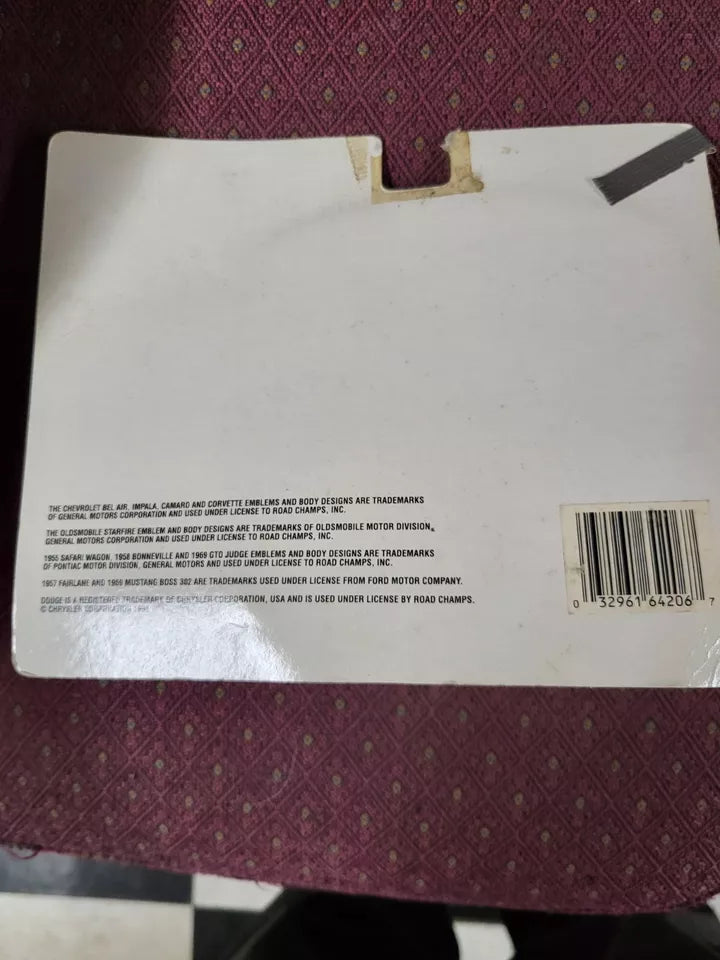 THE CHEVROLET BEL AIR, IMPALA, CAMARO AND CORVETTE EMBLEMS AND BODY DESIGNS ARE TRADEMARKS
OF GENERAL MOTORS CORPORATION AND USED UNDER LICENSE TO ROAD CHAMPS, INC.
THE OLDSMOBILE STARFIRE EMBLEM AND BODY DESIGNS ARE TRADEMARKS OF OLDSMOBILE MOTOR DIVISION,
GENERAL MOTORS CORPORATION AND USED UNDER LICENSE TO ROAD CHAMPS, INC.
1955 SAFARI WAGON, 1958 BONNEVILLE AND 1969 GTO JUDGE EMBLEMS AND BODY DESIGNS ARE TRADEMARKS
OF PONTIAC MOTOR DIVISION, GENERAL MOTORS AND USED UNDER LICENSE TO ROAD CHAMPS, INC.
1957 FAIRLANE AND 1969 MUSTANG BOSS 302 ARE TRADEMARKS USED UNDER LICENSE FROM FORD MOTOR COMPANY.
DODGE IS A REGISTERED TRADEMARK OF CHRYSLER CORPORATION, USA AND IS USED UNDER LICENSE BY ROAD CHAMPS.
© CHRYSLER CORPORATION
0 32961 64206 7